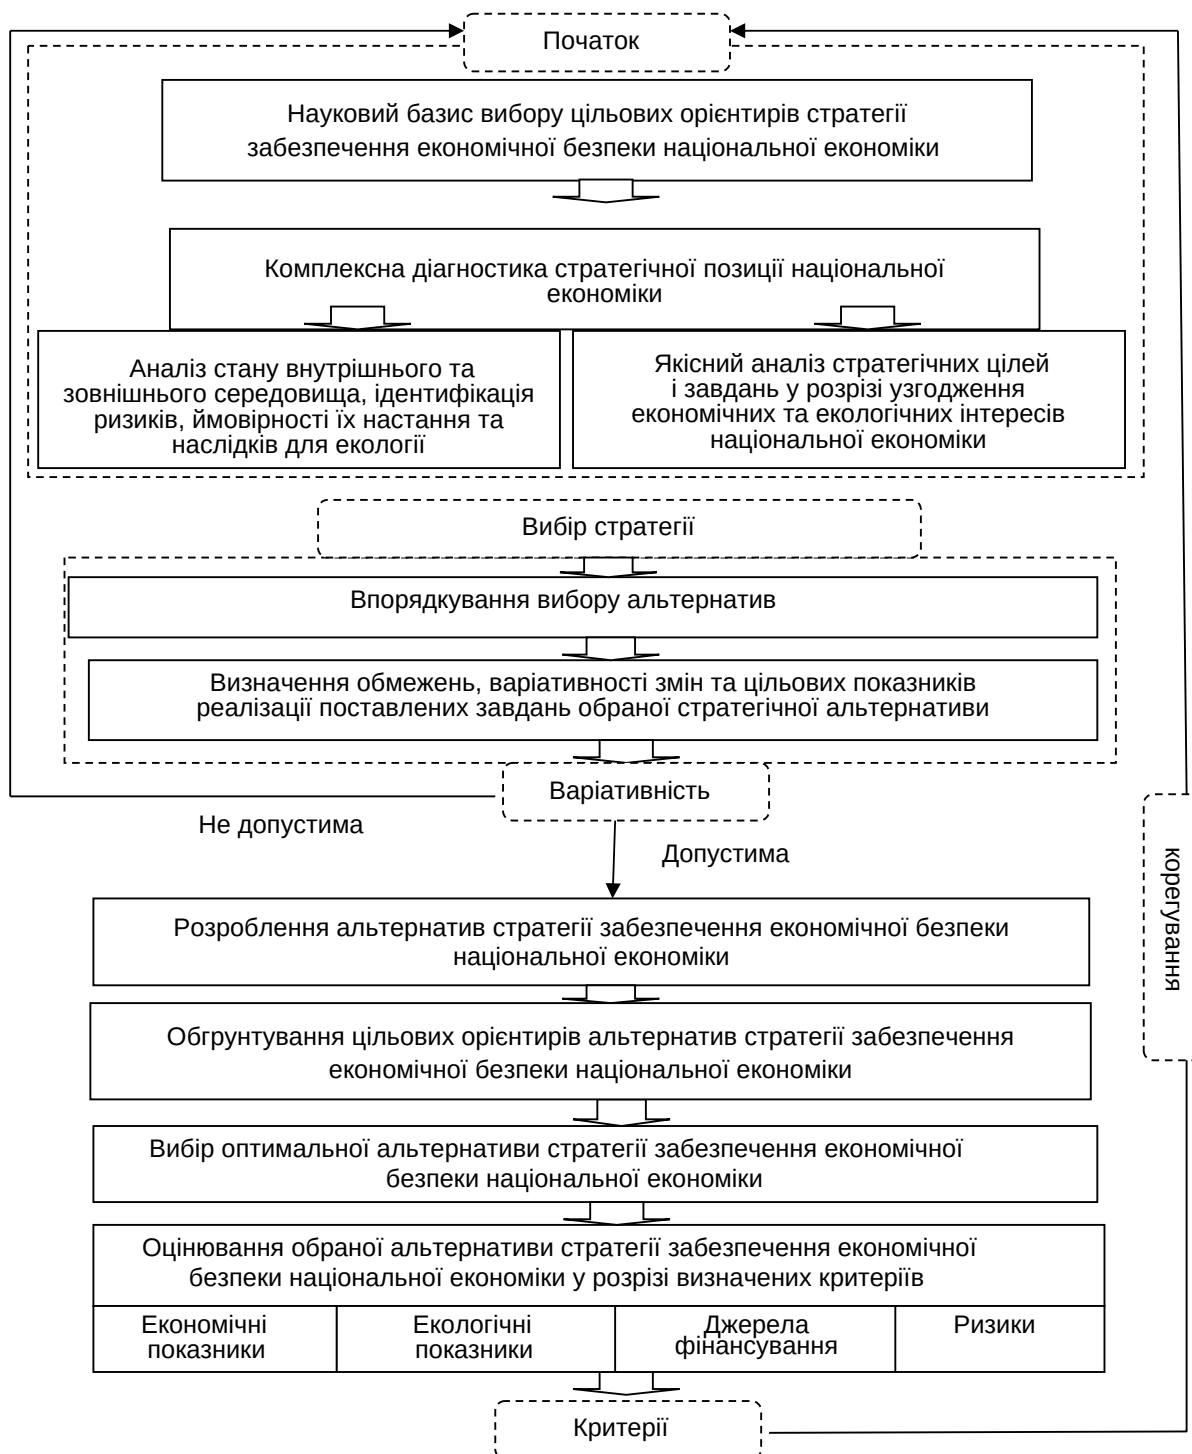 Початок
Науковий базис вибору цільових орієнтирів стратегії
забезпечення економічної безпеки національної економіки
Комплексна діагностика стратегічної позиції національної
економіки
Аналіз стану внутрішнього та
зовнішнього середовища, ідентифікація
ризиків, ймовірності їх настання та
наслідків для екології
Якісний аналіз стратегічних цілей
і завдань у розрізі узгодження
економічних та екологічних інтересів
національної економіки
Вибір стратегії
Впорядкування вибору альтернатив
Визначення обмежень, варіативності змін та цільових показників
реалізації поставлених завдань обраної стратегічної альтернативи
Варіативність
Не допустима
Допустима
корегування
Розроблення альтернатив стратегії забезпечення економічної безпеки
національної економіки
Обгрунтування цільових орієнтирів альтернатив стратегії забезпечення
економічної безпеки національної економіки
Вибір оптимальної альтернативи стратегії забезпечення економічної
безпеки національної економіки
Оцінювання обраної альтернативи стратегії забезпечення економічної
безпеки національної економіки у розрізі визначених критеріїв
Економічні
показники
Екологічні
показники
Джерела
фінансування
Ризики
Критерії